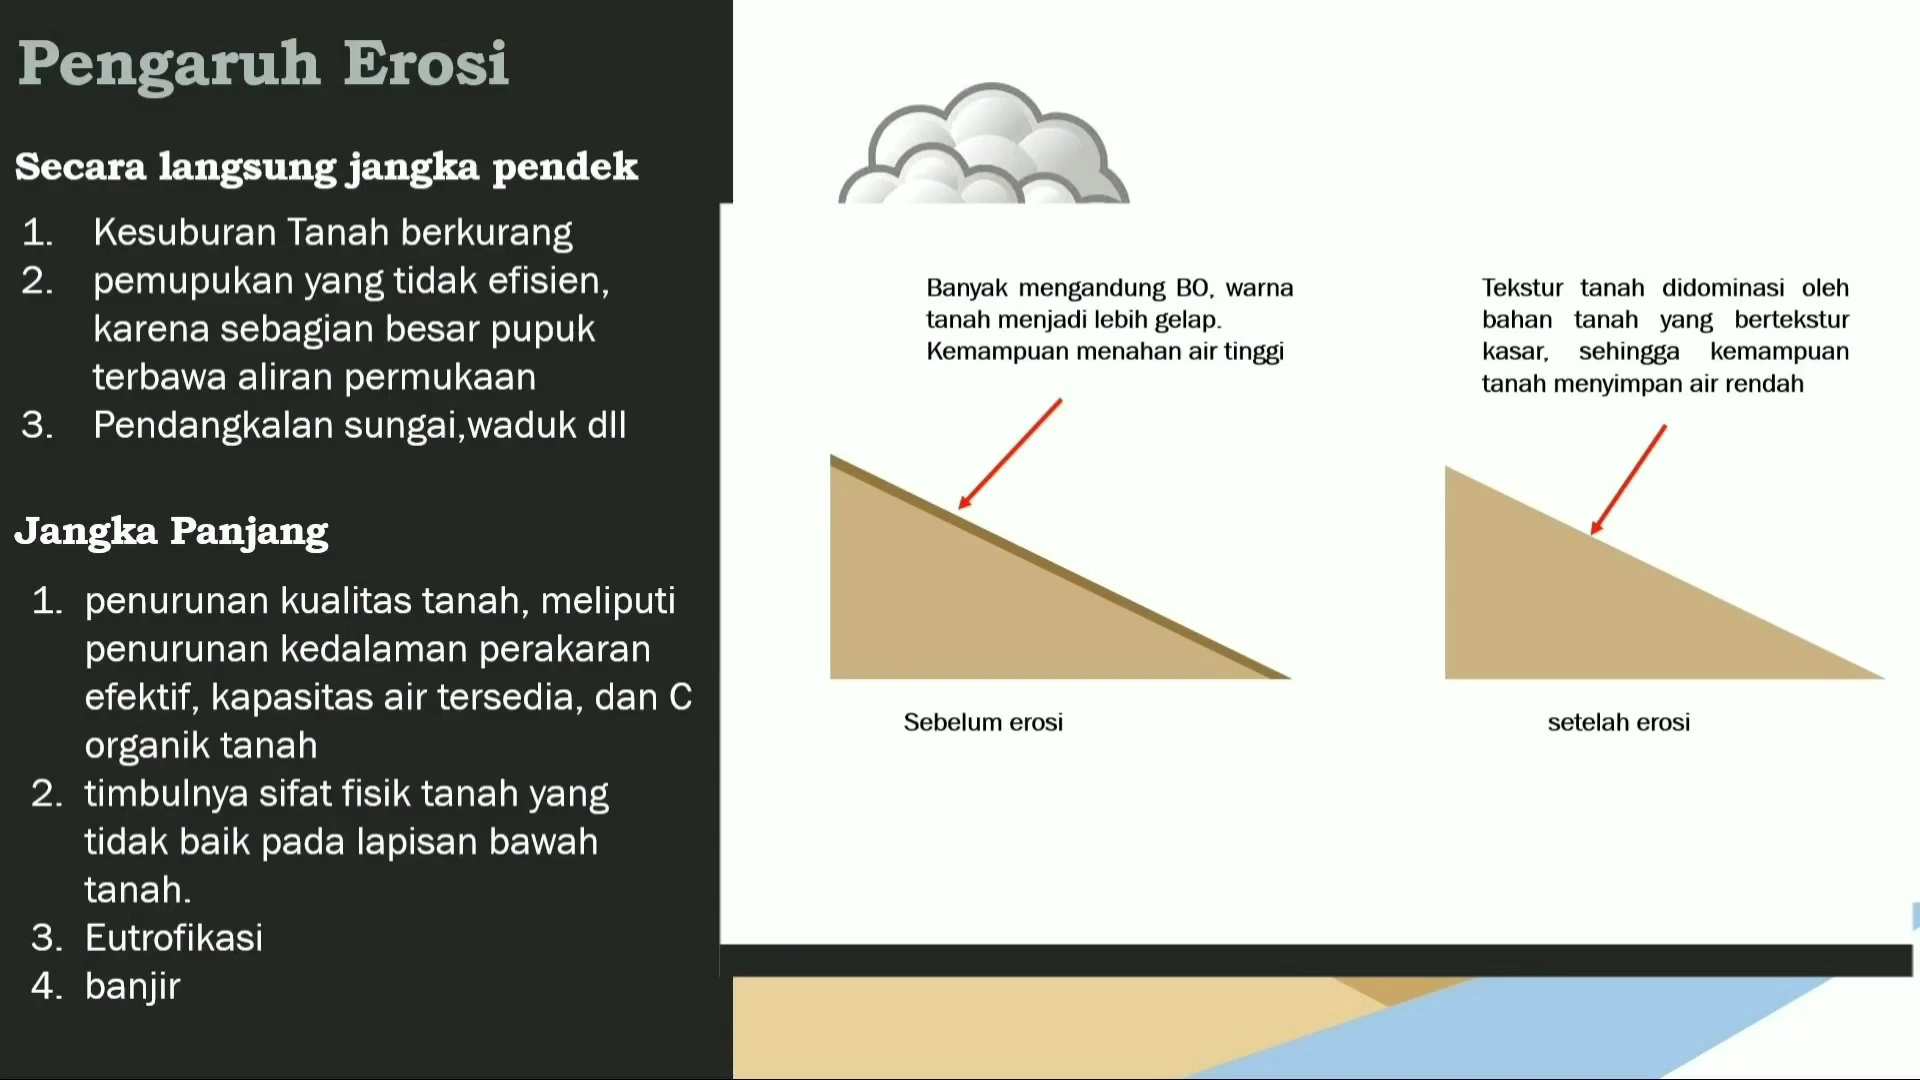 Pengaruh Erosi
Secara langsung jangka pendek
1. Kesuburan Tanah berkurang
2. pemupukan yang tidak efisien,
karena sebagian besar pupuk
terbawa aliran permukaan
3. Pendangkalan sungai,waduk dll
Jangka Panjang
1. penurunan kualitas tanah, meliputi
penurunan kedalaman perakaran
efektif, kapasitas air tersedia, dan C
organik tanah
2. timbulnya sifat fisik tanah yang
tidak baik pada lapisan bawah
tanah.
3. Eutrofikasi
4. banjir
Banyak mengandung BO, warna
tanah menjadi lebih gelap.
Kemampuan menahan air tinggi
Sebelum erosi
Tekstur tanah didominasi oleh
bahan tanah yang bertekstur
kasar, sehingga kemampuan
tanah menyimpan air rendah
setelah erosi